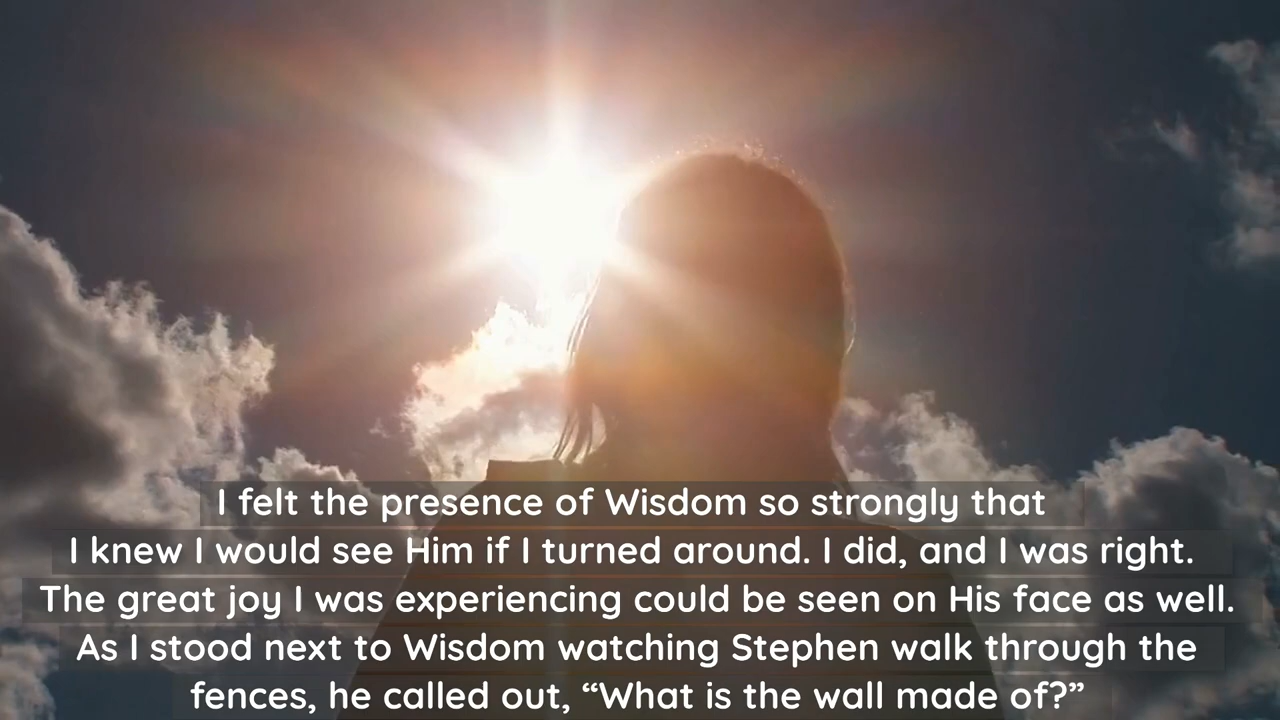 I felt the presence of Wisdom so strongly that
I knew I would see Him if I turned around. I did, and I was right.
The great joy I was experiencing could be seen on His face as well.
As I stood next to Wisdom watching Stephen walk through the
fences, he called out, “What is the wall made of?”